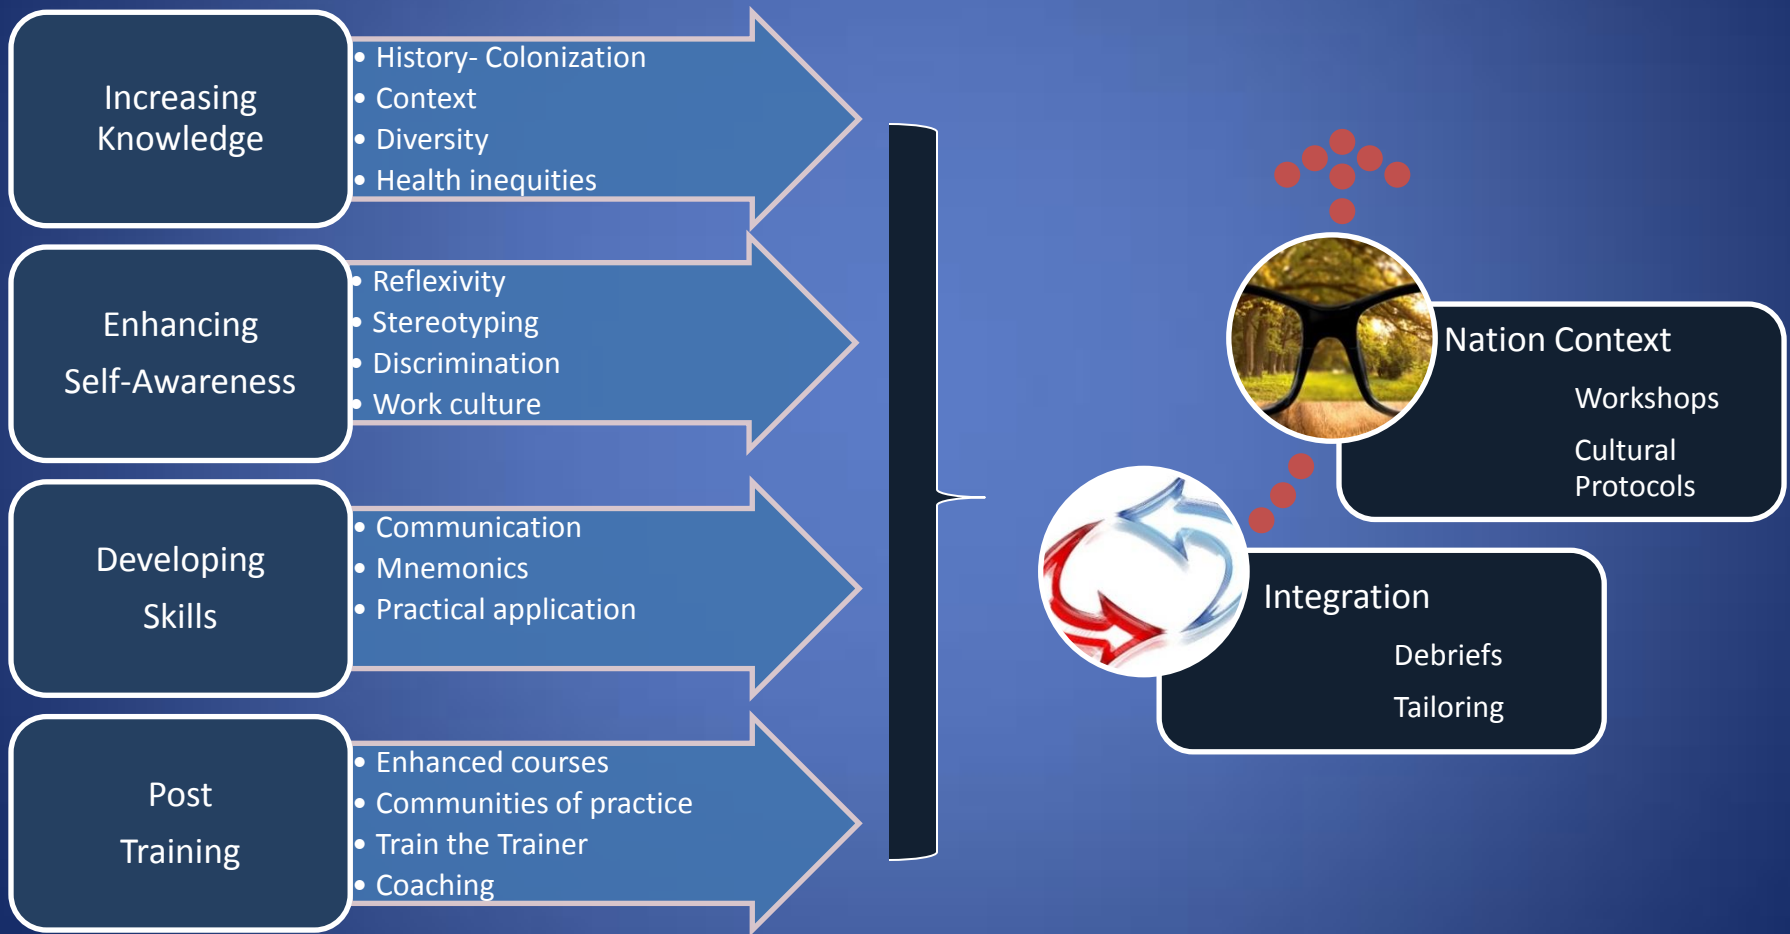 Increasing
Knowledge
• History- Colonization
• Context
• Diversity
• Health inequities
Enhancing
Self-Awareness
• Reflexivity
• Stereotyping
• Discrimination
• Work culture
Developing
Skills
• Communication
• Mnemonics
• Practical application
Post
Training
• Enhanced courses
• Communities of practice
• Train the Trainer
• Coaching
Nation Context
Workshops
Cultural
Protocols
Integration
Debriefs
Tailoring